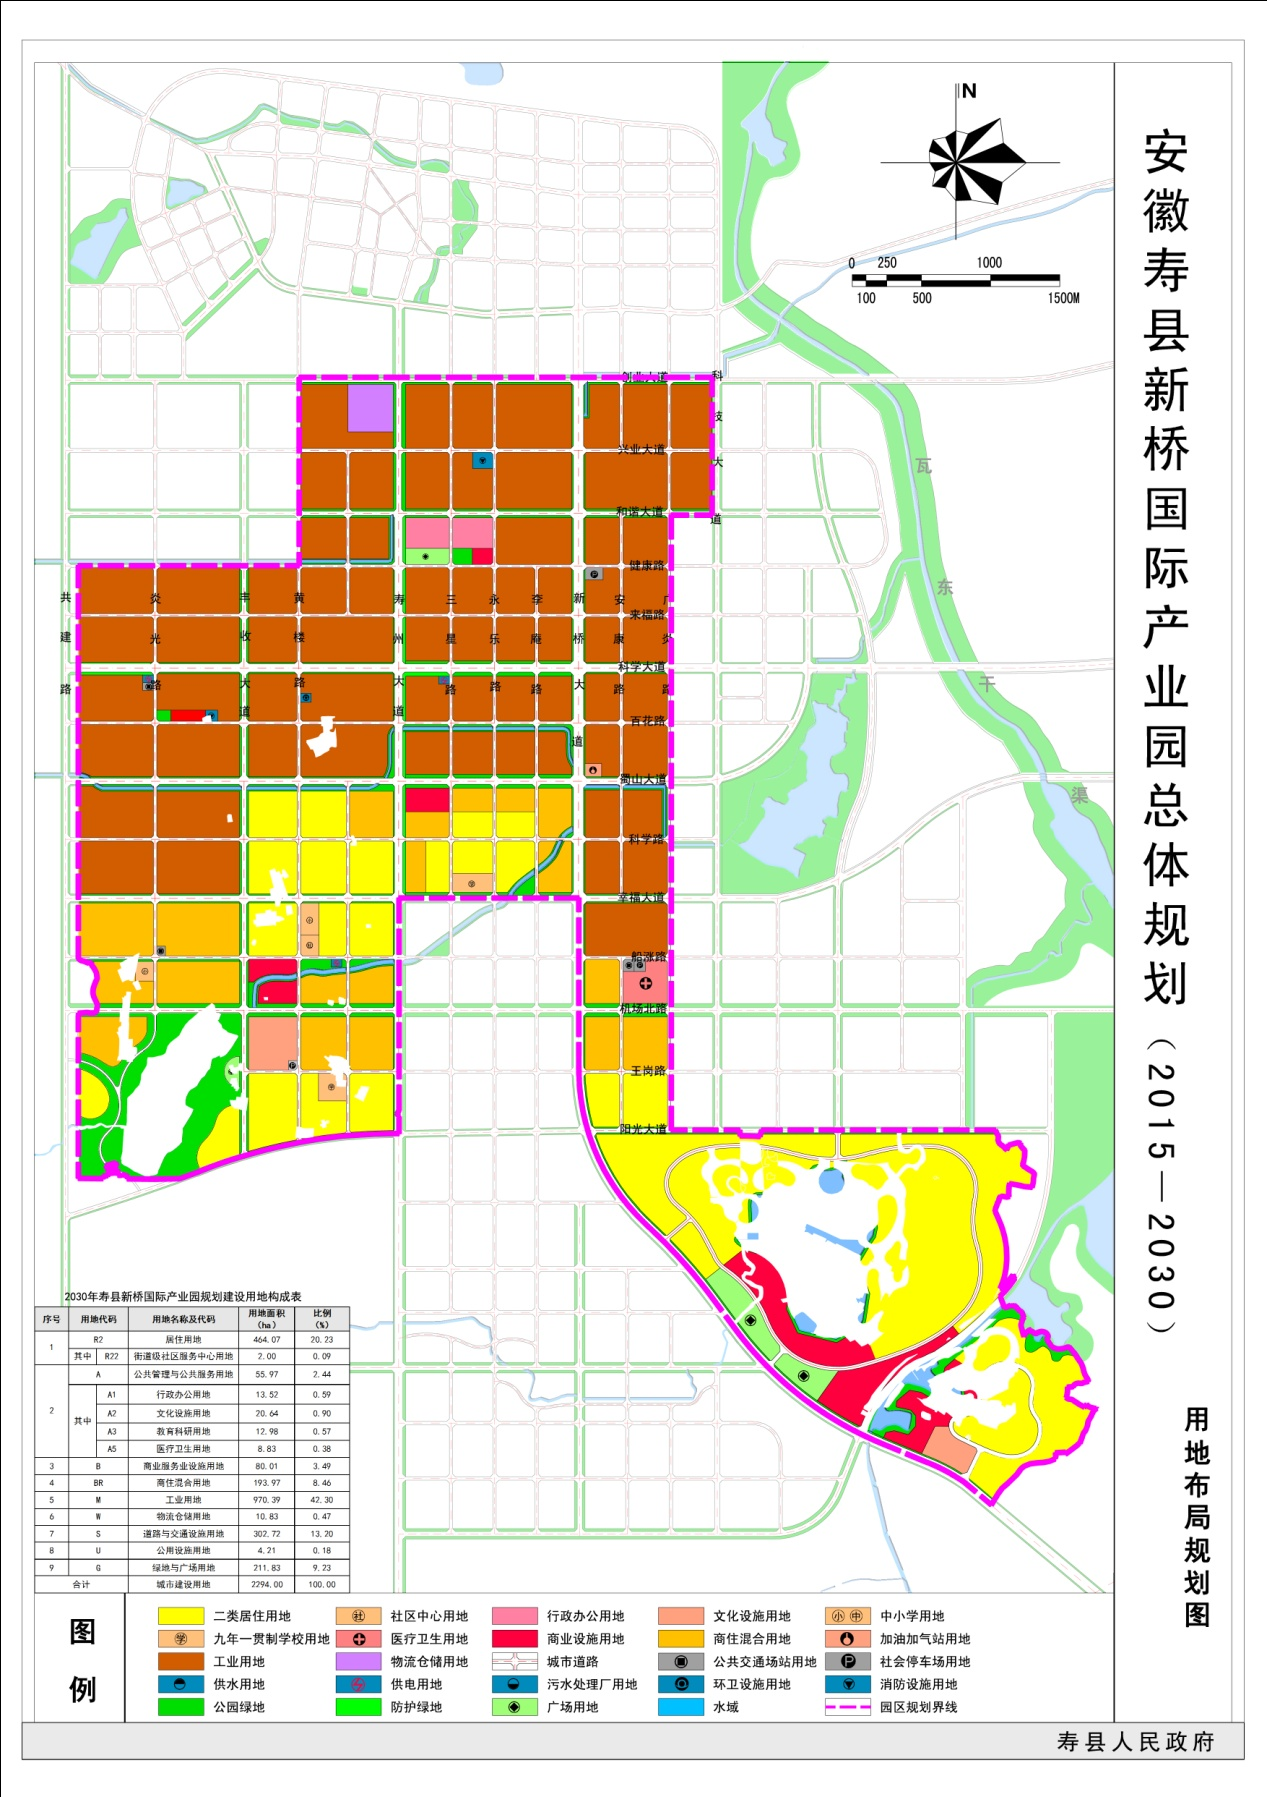 安徽寿县新桥国际产业园总体规划（2015—2030）
用地布局规划图
N
0 250 1000
100 500 1500M
创业大道
兴业大道
和谐大道
健康路
来福路
科学大道
百花路
蜀山大道
科学路
幸福大道
船涨路
机场北路
王岗路
阳光大道
科技大道
共建路
炎光路
丰收大道
黄楼路
寿州大道
三星路
永乐路
李庵路
新桥大道
安康路
瓦东干渠
2030年寿县新桥国际产业园规划建设用地构成表
序号 用地代码 用地名称及代码 用地面积（ha） 比例（%）
1 R2 居住用地 464.07 20.23
其中 R22 街道级社区服务中心用地 2.00 0.09
2 A 公共管理与公共服务用地 55.97 2.44
其中 A1 行政办公用地 13.52 0.59
A2 文化设施用地 20.64 0.90
A3 教育科研用地 12.98 0.57
A5 医疗卫生用地 8.83 0.38
3 B 商业服务业设施用地 80.01 3.49
4 BR 商住混合用地 193.97 8.46
5 M 工业用地 970.39 42.30
6 W 物流仓储用地 10.83 0.47
7 S 道路与交通设施用地 302.72 13.20
8 U 公用设施用地 4.21 0.18
9 G 绿地与广场用地 211.83 9.23
合计 城市建设用地 2294.00 100.00
图例
二类居住用地 社 社区中心用地 行政办公用地 文化设施用地 小 中 中小学用地
学 九年一贯制学校用地 医疗卫生用地 商业设施用地 商住混合用地 加油加气站用地
工业用地 物流仓储用地 城市道路 公共交通场站用地 P 社会停车场用地
供水用地 供电用地 污水处理厂用地 环卫设施用地 消防设施用地
公园绿地 防护绿地 广场用地 水域 园区规划界线
寿县人民政府